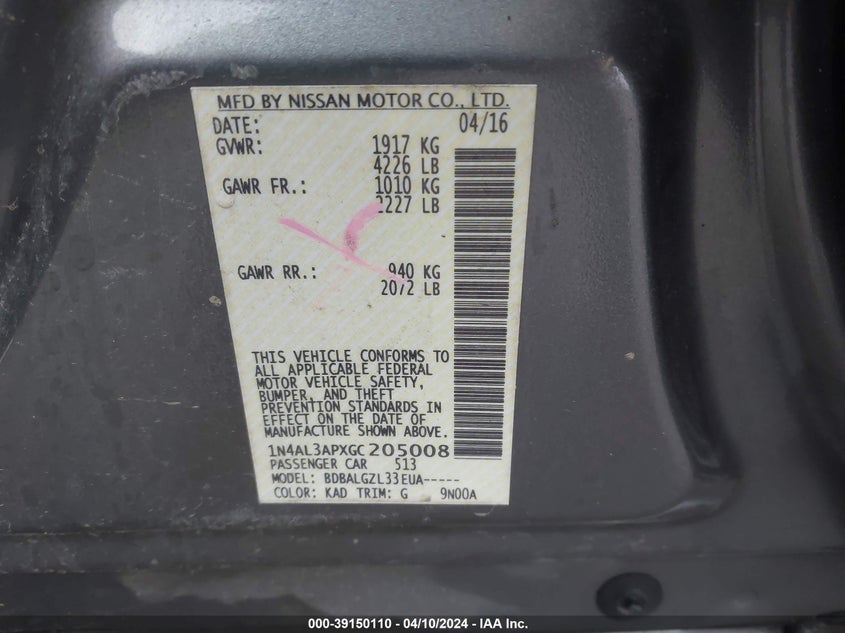 MFD BY NISSAN MOTOR CO., LTD.
DATE: 04/16
GVWR: 1917 KG
4226 LB
GAWR FR.: 1010 KG
2227 LB
GAWR RR.: 940 KG
2072 LB
THIS VEHICLE CONFORMS TO
ALL APPLICABLE FEDERAL
MOTOR VEHICLE SAFETY,
BUMPER, AND THEFT
PREVENTION STANDARDS IN
EFFECT ON THE DATE OF
MANUFACTURE SHOWN ABOVE.
1N4AL3APXGC205008
PASSENGER CAR 513
MODEL: BDBALGZL33EUA-----
COLOR: KAD TRIM: G 9N00A
000-39150110 - 04/10/2024 - IAA Inc.